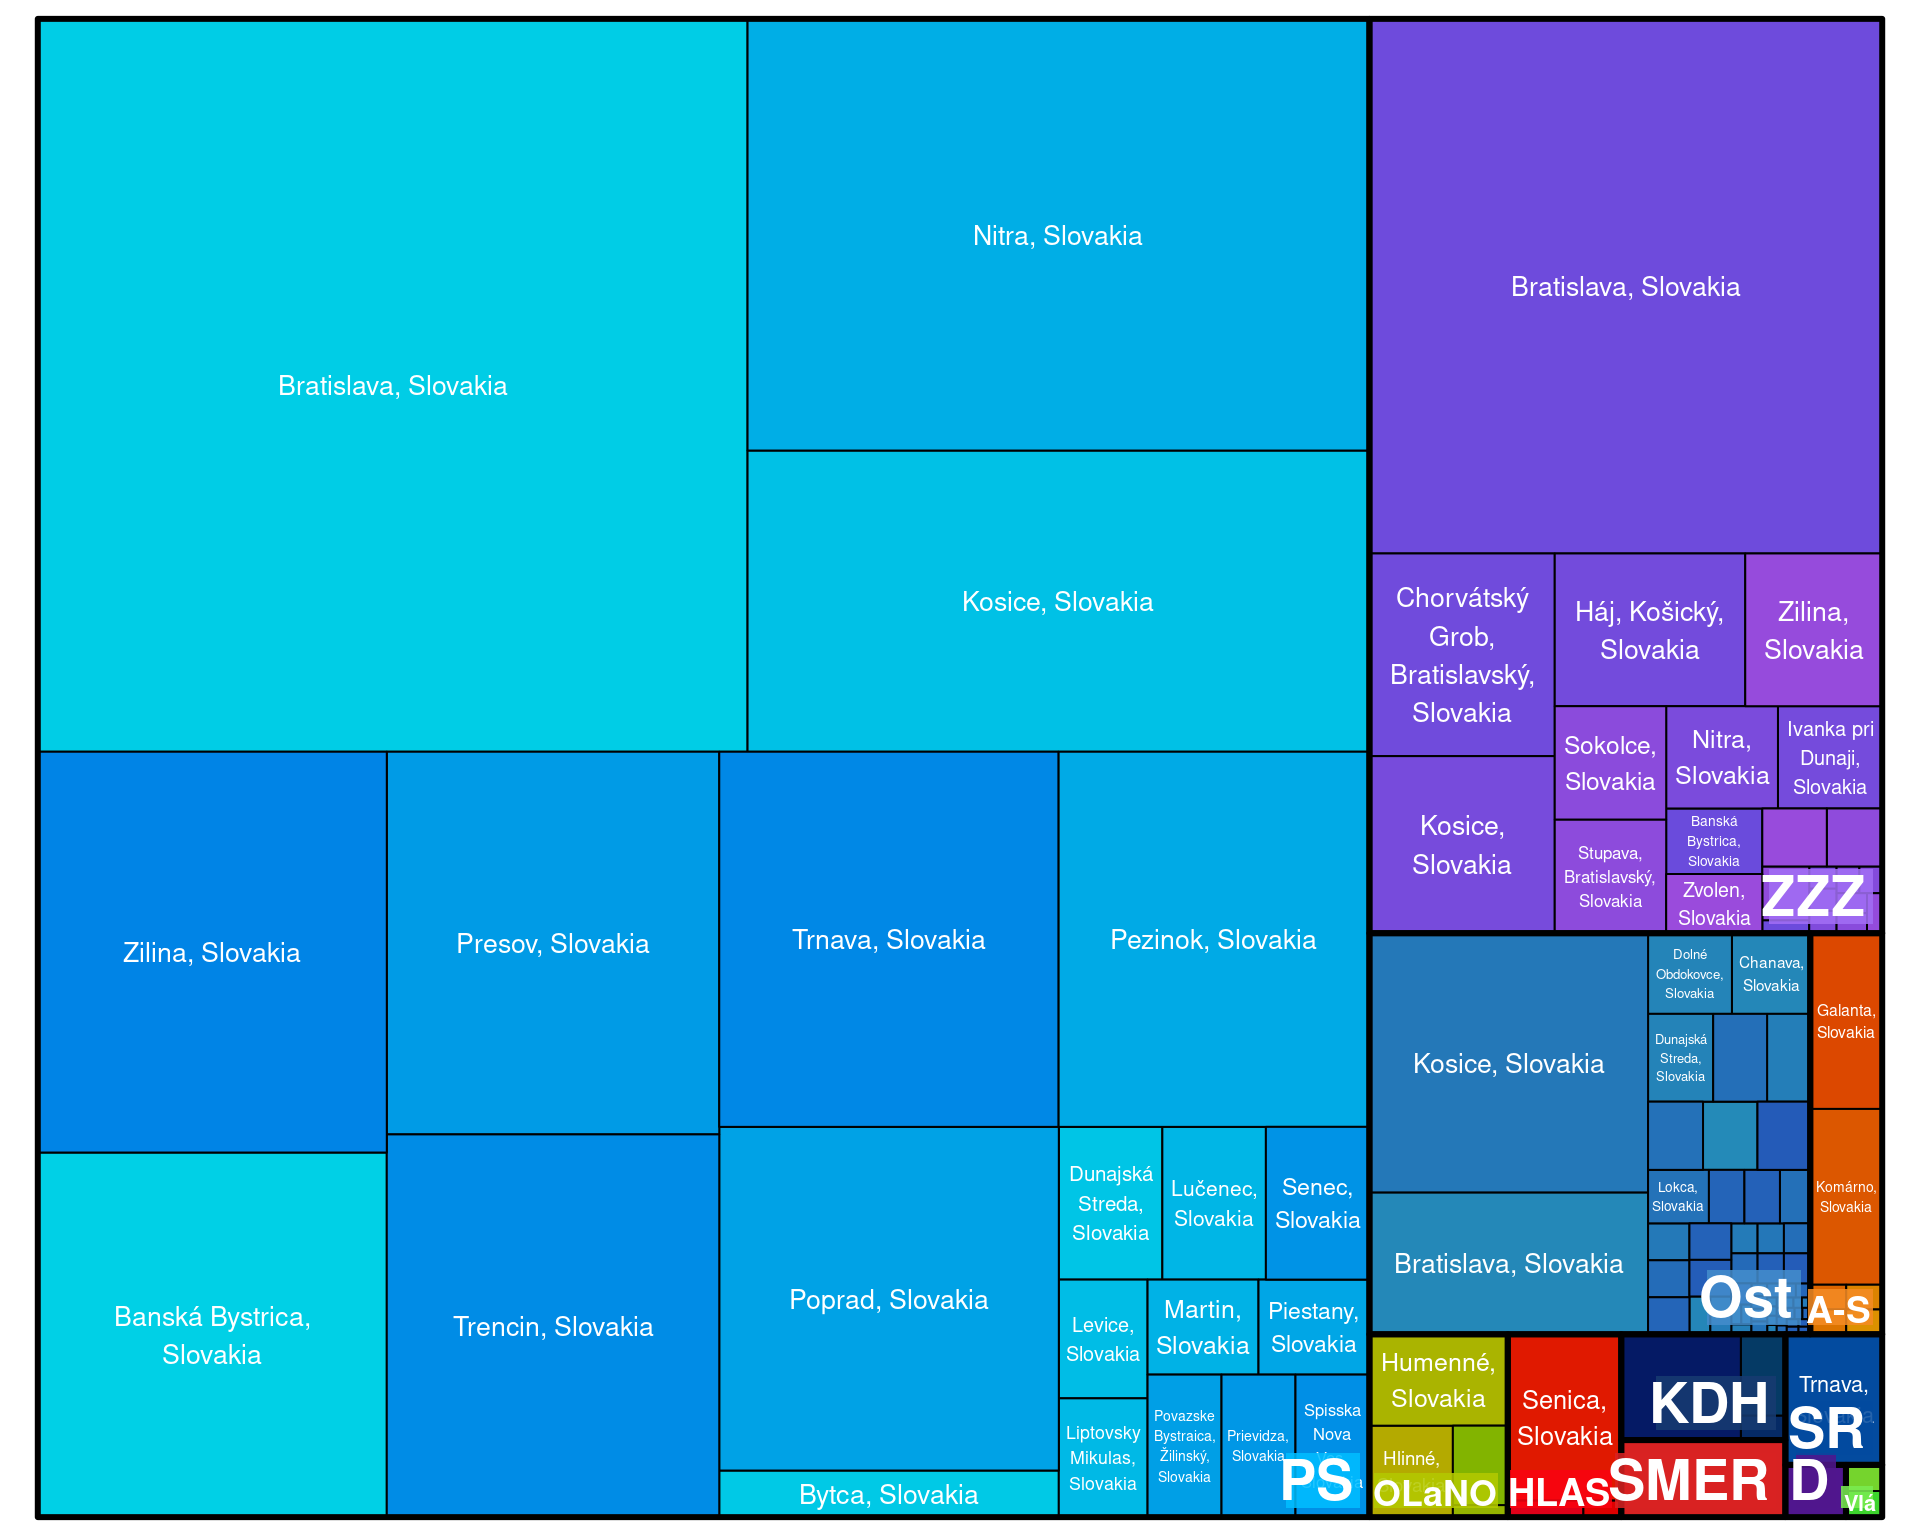 Bratislava, Slovakia
Nitra, Slovakia
Kosice, Slovakia
Zilina, Slovakia
Presov, Slovakia
Trnava, Slovakia
Pezinok, Slovakia
Banská Bystrica,
Slovakia
Trencin, Slovakia
Poprad, Slovakia
Bytca, Slovakia
Dunajská
Streda,
Slovakia
Lučenec,
Slovakia
Senec,
Slovakia
Levice,
Slovakia
Martin,
Slovakia
Piestany,
Slovakia
Liptovsky
Mikulas,
Slovakia
Povazske
Bystraica,
Žilinský,
Slovakia
Prievidza,
Slovakia
Spisska
Nova
PS
Bratislava, Slovakia
Chorvátský
Grob,
Bratislavský,
Slovakia
Háj, Košický,
Slovakia
Zilina,
Slovakia
Kosice,
Slovakia
Sokolce,
Slovakia
Nitra,
Slovakia
Ivanka pri
Dunaji,
Slovakia
Stupava,
Bratislavský,
Slovakia
Banská
Bystrica,
Slovakia
Zvolen,
Slovakia
ZZZ
Kosice, Slovakia
Bratislava, Slovakia
Dolné
Obdokovce,
Slovakia
Chanava,
Slovakia
Dunajská
Streda,
Slovakia
Lokca,
Slovakia
Ost
Galanta,
Slovakia
Komárno,
Slovakia
A-S
Humenné,
Slovakia
Hlinné,
OLaNO
Senica,
Slovakia
HLAS
KDH
SMER
Trnava,
SR
D
Vlá